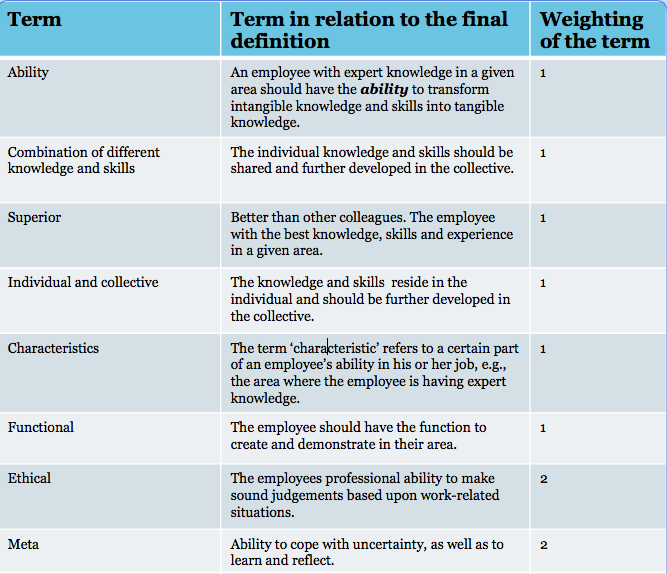 Term
Term in relation to the final
definition
Weighting
of the term
Ability
An employee with expert knowledge in a given
area should have the ability to transform
intangible knowledge and skills into tangible
knowledge.
1
Combination of different
knowledge and skills
The individual knowledge and skills should be
shared and further developed in the collective.
1
Superior
Better than other colleagues. The employee
with the best knowledge, skills and experience
in a given area.
1
Individual and collective
The knowledge and skills reside in the
individual and should be further developed in
the collective.
1
Characteristics
The term ‘characteristic’ refers to a certain part
of an employee’s ability in his or her job, e.g.,
the area where the employee is having expert
knowledge.
1
Functional
The employee should have the function to
create and demonstrate in their area.
1
Ethical
The employees professional ability to make
sound judgements based upon work-related
situations.
2
Meta
Ability to cope with uncertainty, as well as to
learn and reflect.
2